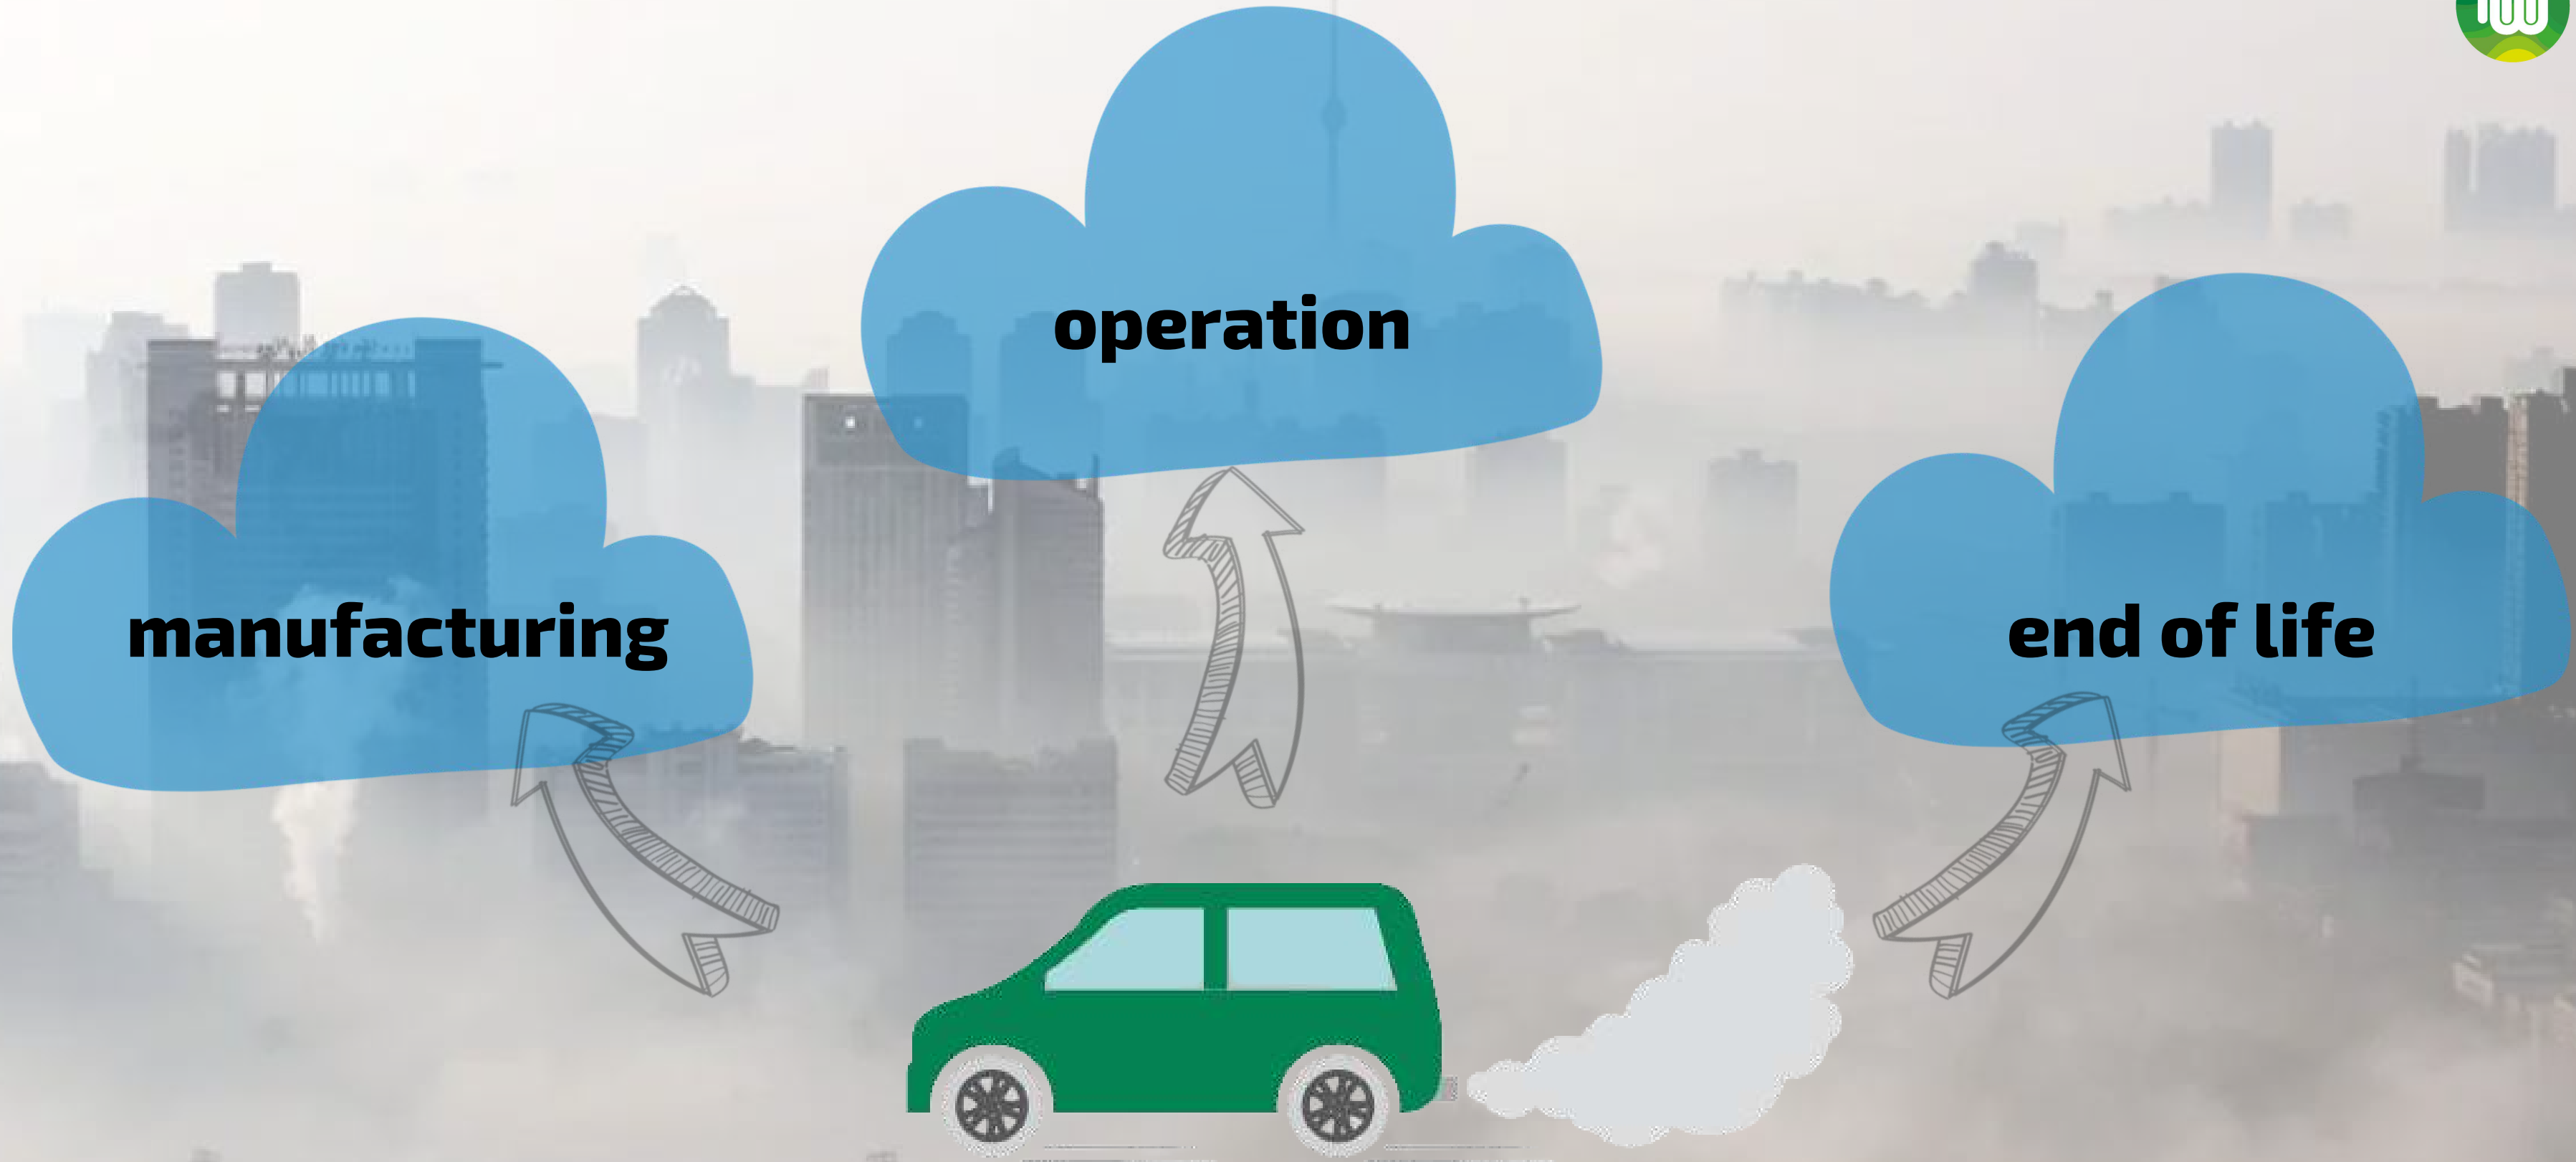 operation
manufacturing
end of life